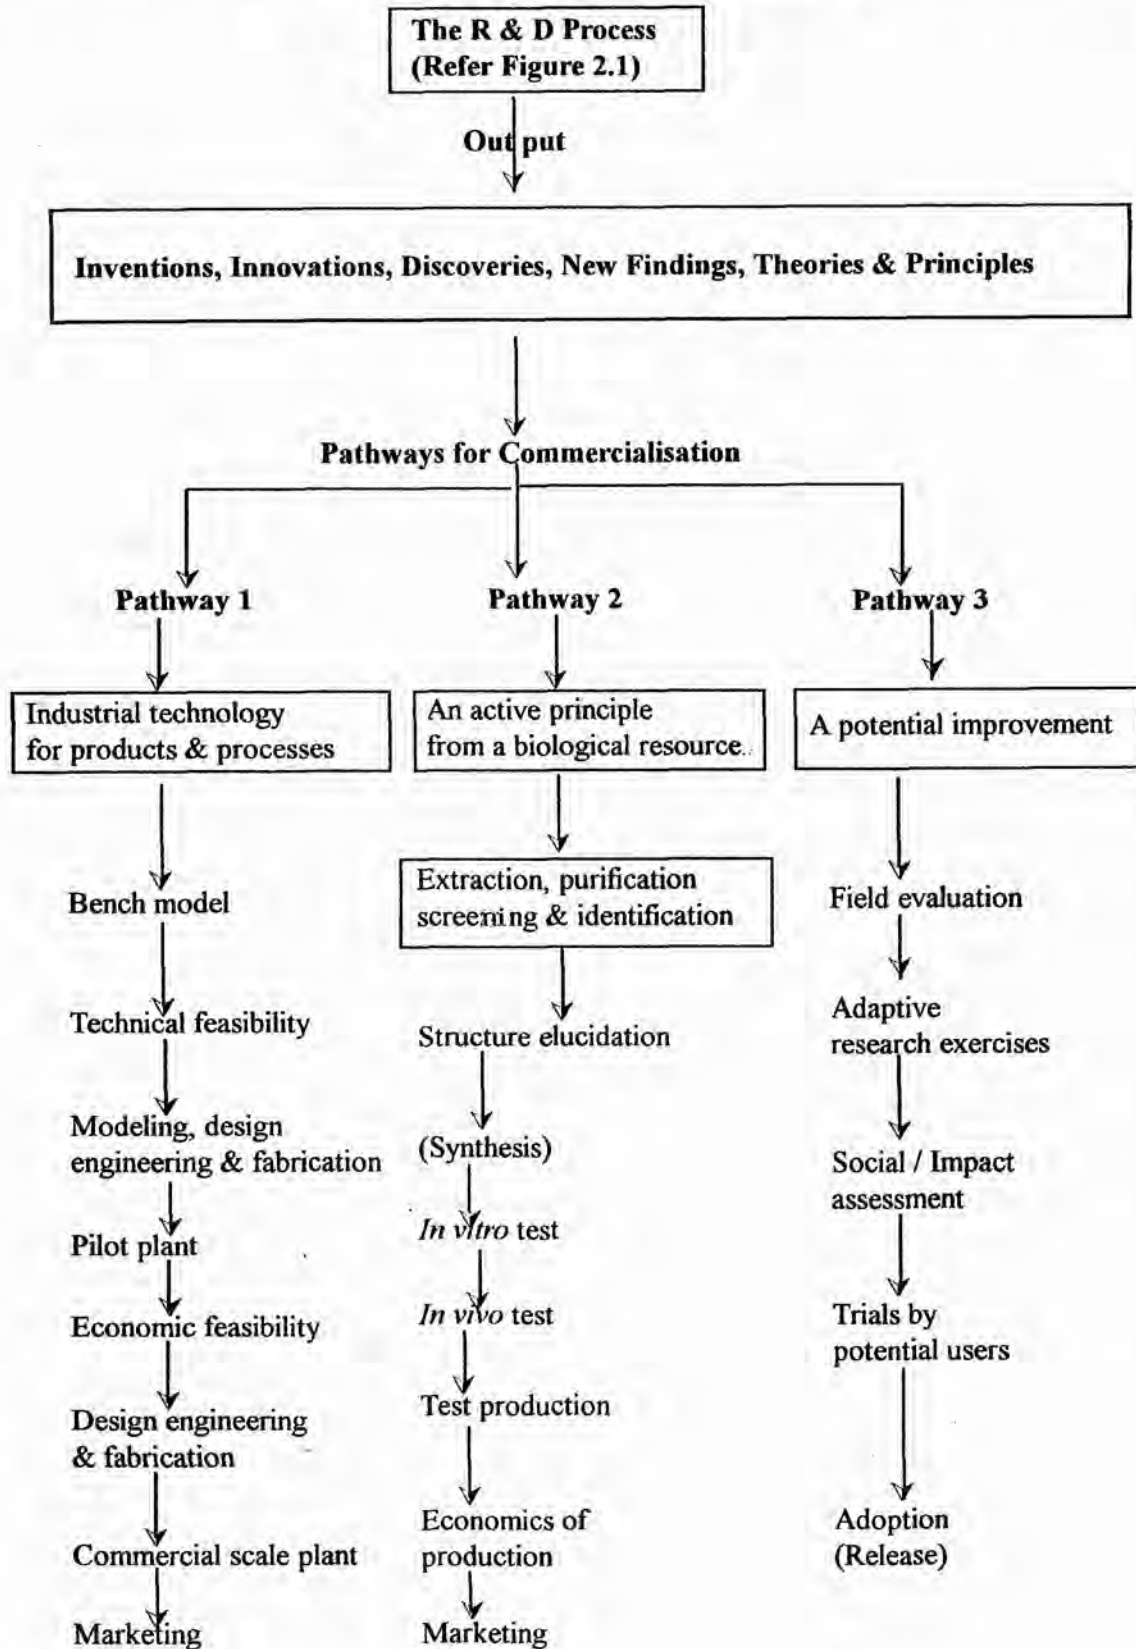 The R & D Process
(Refer Figure 2.1)
Out put
Inventions, Innovations, Discoveries, New Findings, Theories & Principles
Pathways for Commercialisation
Pathway 1
Industrial technology
for products & processes
Bench model
Technical feasibility
Modeling, design
engineering & fabrication
Pilot plant
Economic feasibility
Design engineering
& fabrication
Commercial scale plant
Marketing
Pathway 2
An active principle
from a biological resource..
Extraction, purification
screening & identification
Structure elucidation
(Synthesis)
In vitro test
In vivo test
Test production
Economics of
production
Marketing
Pathway 3
A potential improvement
Field evaluation
Adaptive
research exercises
Social / Impact
assessment
Trials by
potential users
Adoption
(Release)